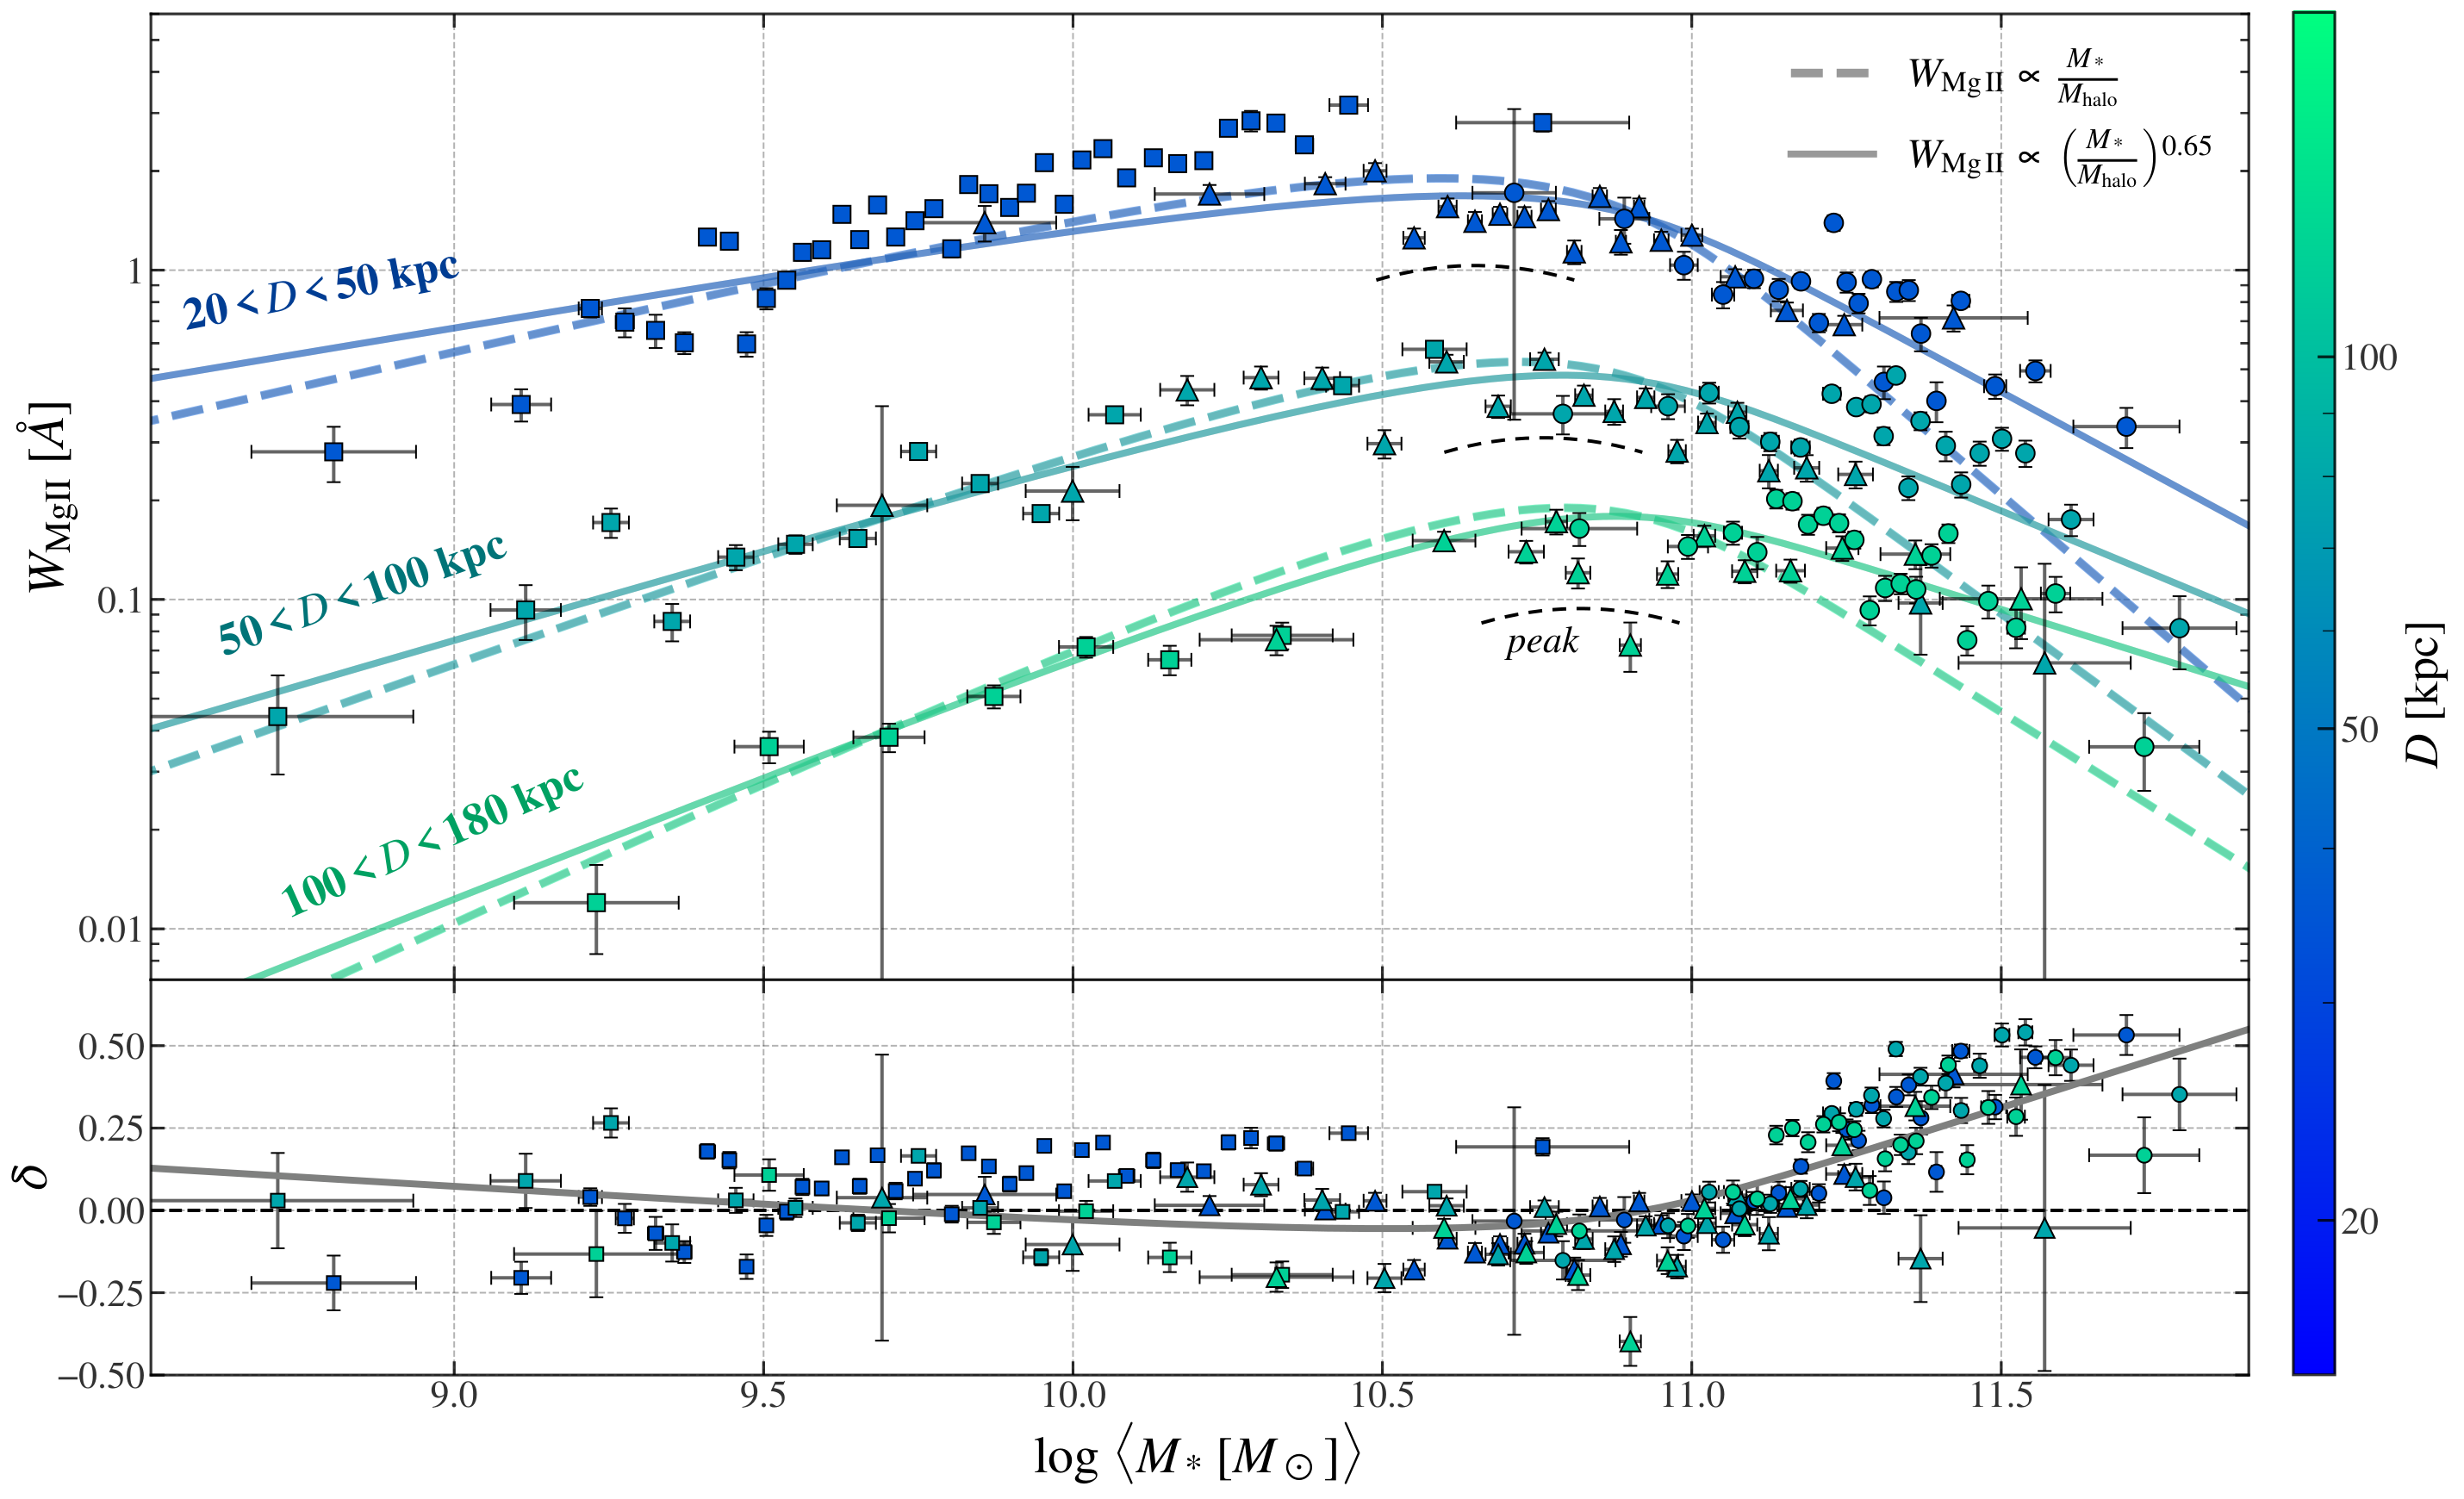 W_MgII ∝ M_*/M_halo
W_MgII ∝ (M_*/M_halo)^0.65
20 < D < 50 kpc
50 < D < 100 kpc
100 < D < 180 kpc
peak
W_MgII [Å]
1
0.1
0.01
δ
0.50
0.25
0.00
−0.25
−0.50
9.0 9.5 10.0 10.5 11.0 11.5
log ⟨M_* [M_⊙]⟩
100
50
20
D [kpc]